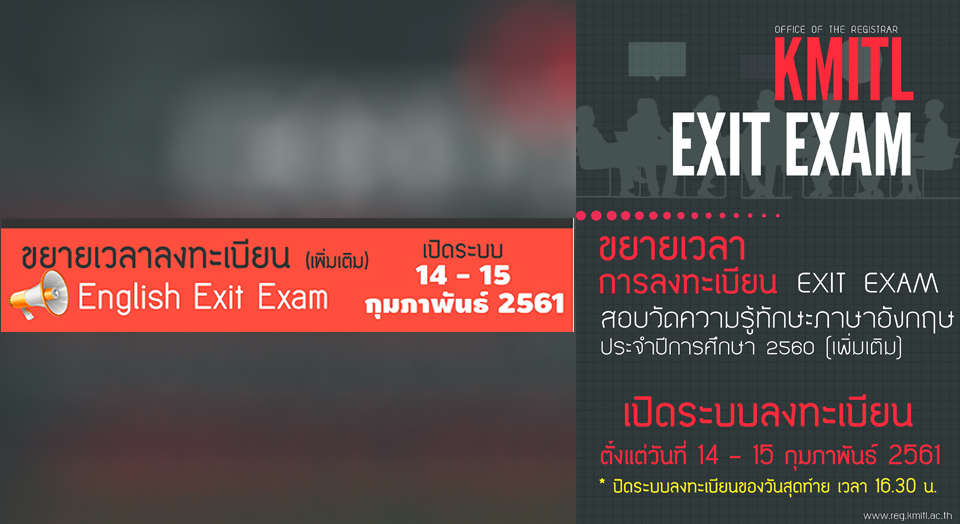 ขยายเวลาลงทะเบียน (เพิ่มเติม)
English Exit Exam
เปิดระบบ
14 - 15
กุมภาพันธ์ 2561
OFFICE OF THE REGISTRAR
KMITL
EXIT EXAM
ขยายเวลา
การลงทะเบียน EXIT EXAM
สอบวัดความรู้ทักษะภาษาอังกฤษ
ประจำปีการศึกษา 2560 (เพิ่มเติม)
เปิดระบบลงทะเบียน
ตั้งแต่วันที่ 14 - 15 กุมภาพันธ์ 2561
* ปิดระบบลงทะเบียนของวันสุดท้าย เวลา 16.30 น.
www.reg.kmitl.ac.th